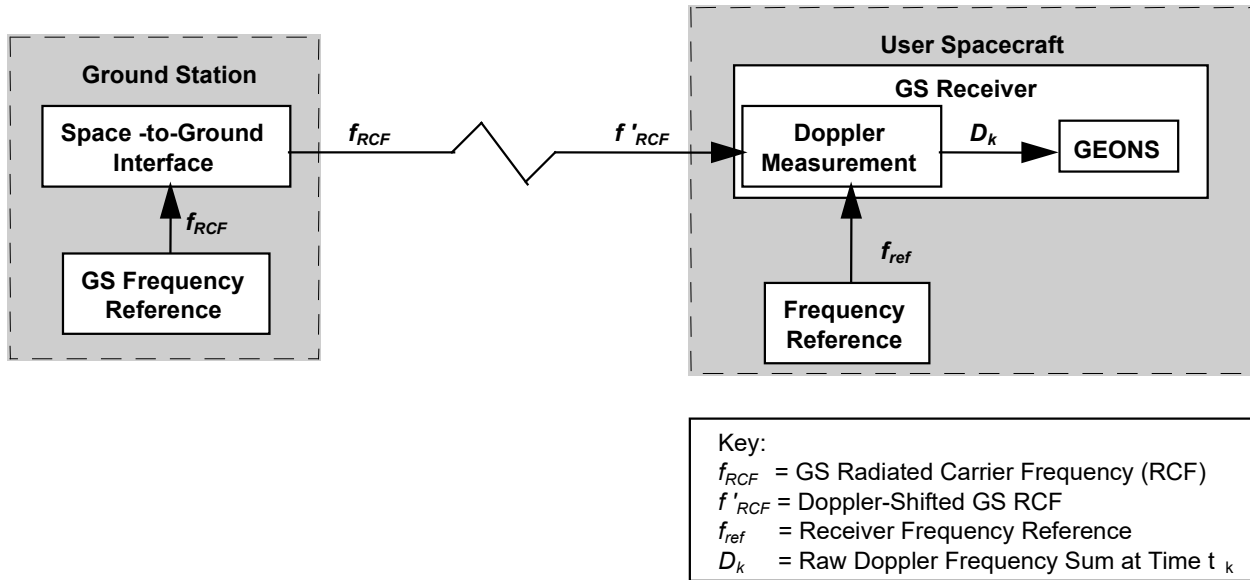 Ground Station
Space -to-Ground
Interface
f_RCF
GS Frequency
Reference
f_RCF
f '_RCF
User Spacecraft
GS Receiver
Doppler
Measurement
D_k
GEONS
f_ref
Frequency
Reference
Key:
f_RCF = GS Radiated Carrier Frequency (RCF)
f '_RCF = Doppler-Shifted GS RCF
f_ref = Receiver Frequency Reference
D_k = Raw Doppler Frequency Sum at Time t_k